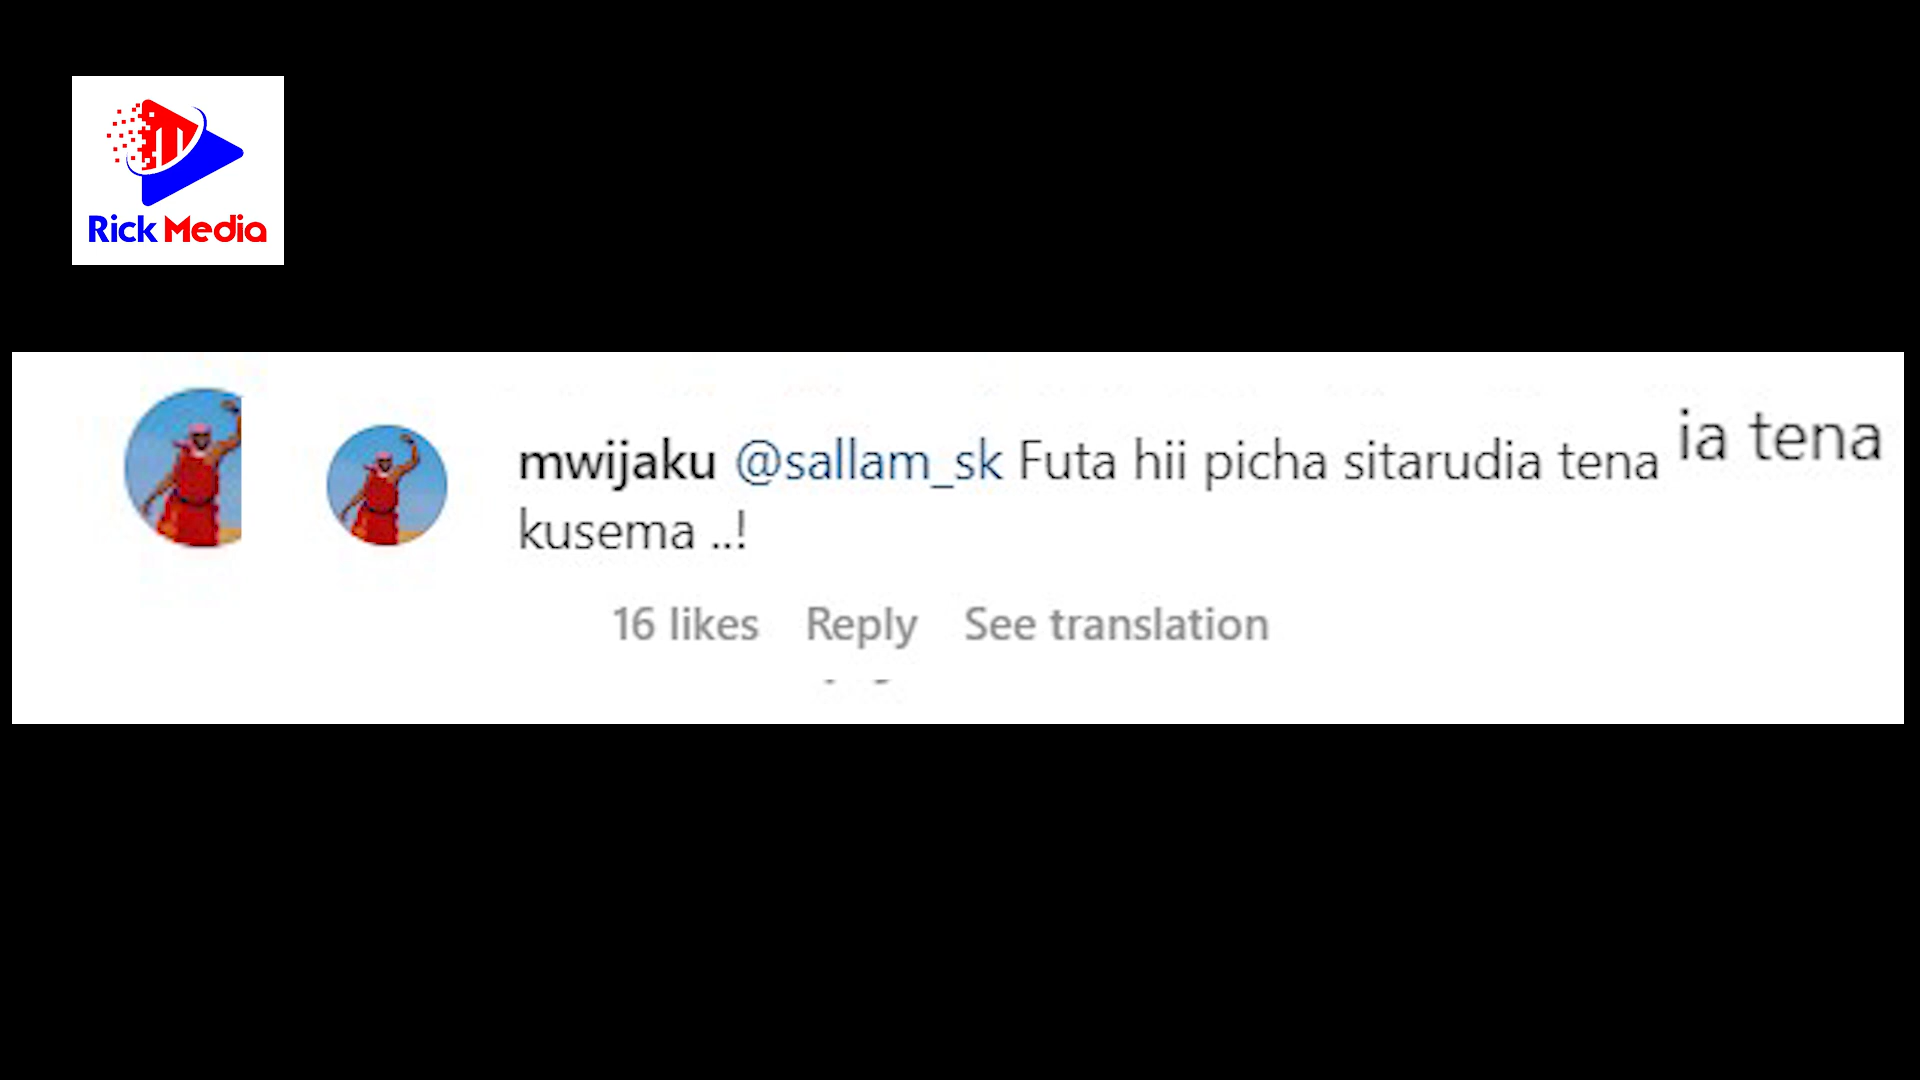 Rick Media
mwijaku @sallam_sk Futa hii picha sitarudia tena
ia tena
kusema ..!
16 likes Reply See translation